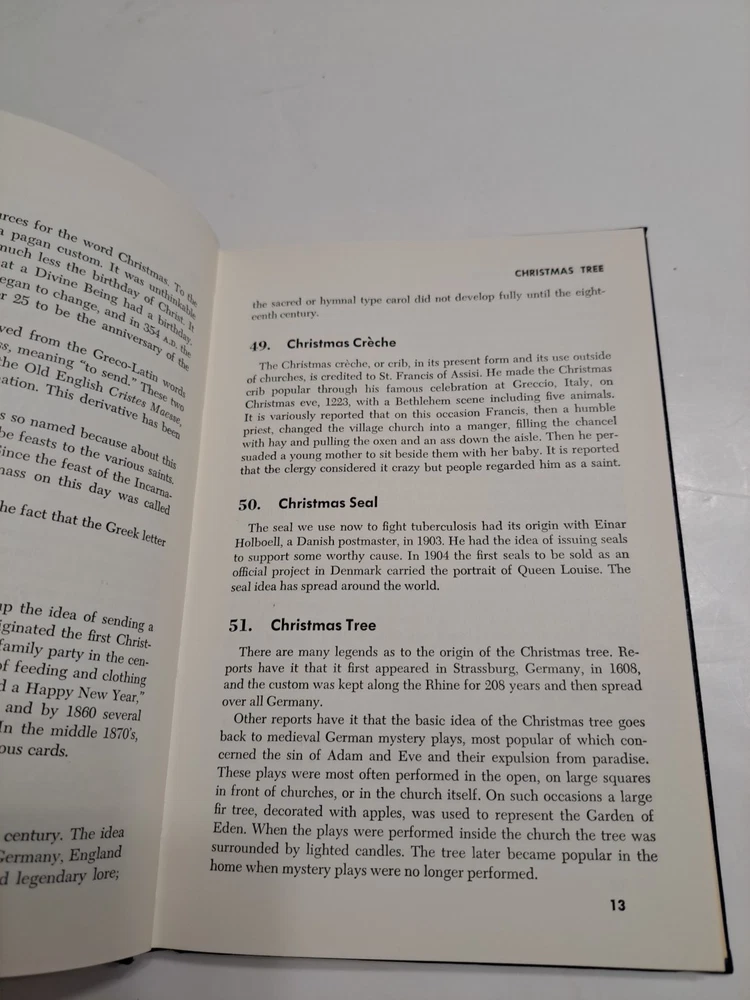 urces for the word Christmas. To the
a pagan custom. It was unthinkable
much less the birthday of Christ. It
at a Divine Being had a birthday.
egan to change, and in 354 A.D. the
r 25 to be the anniversary of the
ved from the Greco-Latin words
s, meaning "to send." These two
the Old English Cristes Maesse,
ation. This derivative has been
s so named because about this
be feasts to the various saints.
ince the feast of the Incarna-
mass on this day was called
he fact that the Greek letter
up the idea of sending a
iginated the first Christ-
family party in the cen-
of feeding and clothing
d a Happy New Year,"
and by 1860 several
In the middle 1870's,
ous cards.
century. The idea
Germany, England
d legendary lore;
CHRISTMAS TREE
the sacred or hymnal type carol did not develop fully until the eight-
eenth century.
49. Christmas Crèche
The Christmas crèche, or crib, in its present form and its use outside
of churches, is credited to St. Francis of Assisi. He made the Christmas
crib popular through his famous celebration at Greccio, Italy, on
Christmas eve, 1223, with a Bethlehem scene including five animals.
It is variously reported that on this occasion Francis, then a humble
priest, changed the village church into a manger, filling the chancel
with hay and pulling the oxen and an ass down the aisle. Then he per-
suaded a young mother to sit beside them with her baby. It is reported
that the clergy considered it crazy but people regarded him as a saint.
50. Christmas Seal
The seal we use now to fight tuberculosis had its origin with Einar
Holboell, a Danish postmaster, in 1903. He had the idea of issuing seals
to support some worthy cause. In 1904 the first seals to be sold as an
official project in Denmark carried the portrait of Queen Louise. The
seal idea has spread around the world.
51. Christmas Tree
There are many legends as to the origin of the Christmas tree. Re-
ports have it that it first appeared in Strassburg, Germany, in 1608,
and the custom was kept along the Rhine for 208 years and then spread
over all Germany.
Other reports have it that the basic idea of the Christmas tree goes
back to medieval German mystery plays, most popular of which con-
cerned the sin of Adam and Eve and their expulsion from paradise.
These plays were most often performed in the open, on large squares
in front of churches, or in the church itself. On such occasions a large
fir tree, decorated with apples, was used to represent the Garden of
Eden. When the plays were performed inside the church the tree was
surrounded by lighted candles. The tree later became popular in the
home when mystery plays were no longer performed.
13